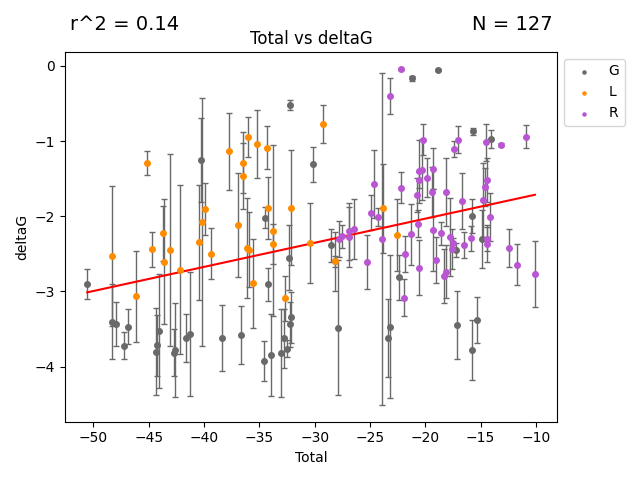 r^2 = 0.14
N = 127
Total vs deltaG
G
L
R
deltaG
0
−1
−2
−3
−4
−50
−45
−40
−35
−30
−25
−20
−15
−10
Total